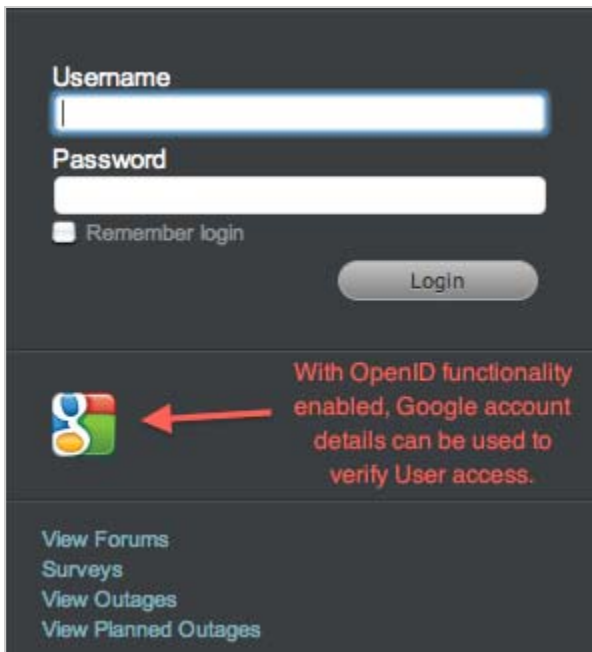 Username
Password
Remember login
Login
With OpenID functionality
enabled, Google account
details can be used to
verify User access.
View Forums
Surveys
View Outages
View Planned Outages